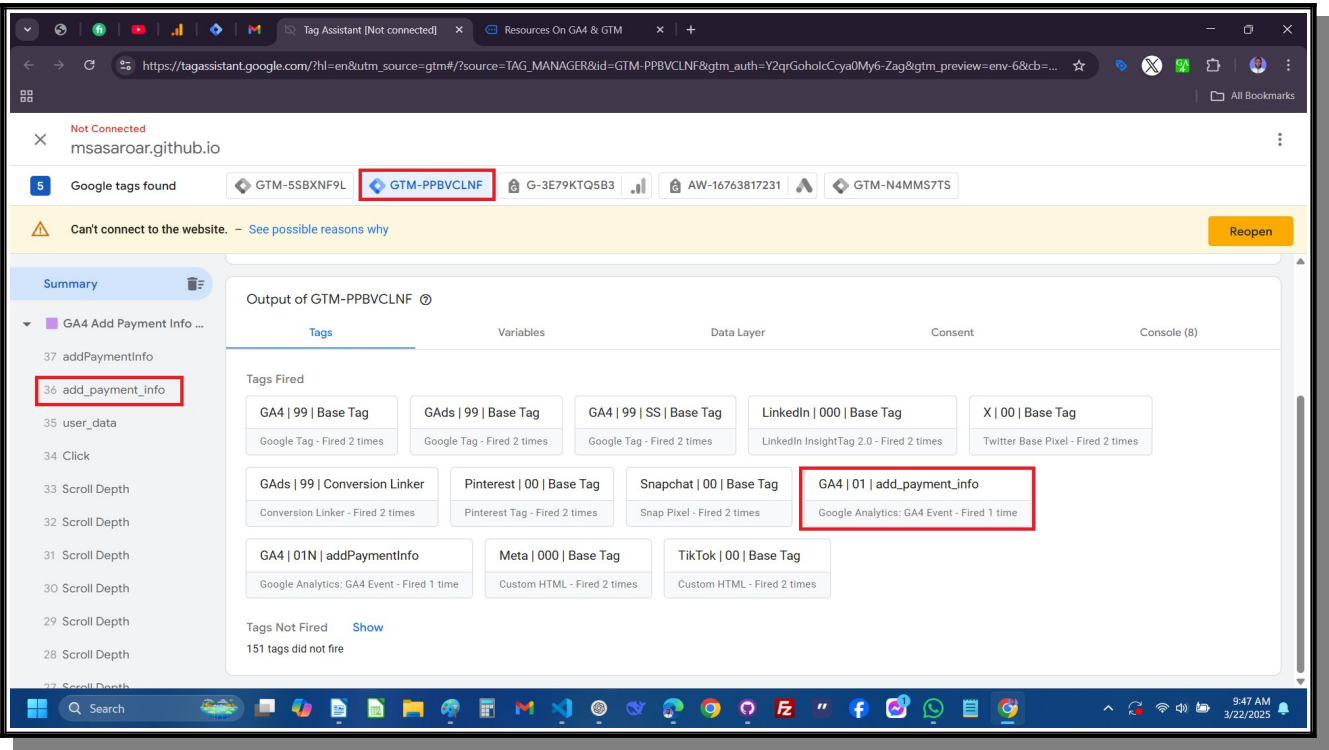 Tag Assistant [Not connected]
Resources On GA4 & GTM
https://tagassistant.google.com/?hl=en&utm_source=gtm#/?source=TAG_MANAGER&id=GTM-PPBVCLNF&gtm_auth=Y2qrGoholcCcya0My6-Zag&gtm_preview=env-6&cb=...
All Bookmarks
Not Connected
msasaroar.github.io
5 Google tags found
GTM-5SBXNF9L
GTM-PPBVCLNF
G-3E79KTQ5B3
AW-16763817231
GTM-N4MMS7TS
Can't connect to the website. – See possible reasons why
Reopen
Summary
GA4 Add Payment Info ...
37 addPaymentInfo
36 add_payment_info
35 user_data
34 Click
33 Scroll Depth
32 Scroll Depth
31 Scroll Depth
30 Scroll Depth
29 Scroll Depth
28 Scroll Depth
27 Scroll Depth
Output of GTM-PPBVCLNF
Tags
Variables
Data Layer
Consent
Console (8)
Tags Fired
GA4 | 99 | Base Tag
Google Tag - Fired 2 times
GAds | 99 | Base Tag
Google Tag - Fired 2 times
GA4 | 99 | SS | Base Tag
Google Tag - Fired 2 times
LinkedIn | 000 | Base Tag
LinkedIn InsightTag 2.0 - Fired 2 times
X | 00 | Base Tag
Twitter Base Pixel - Fired 2 times
GAds | 99 | Conversion Linker
Conversion Linker - Fired 2 times
Pinterest | 00 | Base Tag
Pinterest Tag - Fired 2 times
Snapchat | 00 | Base Tag
Snap Pixel - Fired 2 times
GA4 | 01 | add_payment_info
Google Analytics: GA4 Event - Fired 1 time
GA4 | 01N | addPaymentInfo
Google Analytics: GA4 Event - Fired 1 time
Meta | 000 | Base Tag
Custom HTML - Fired 2 times
TikTok | 00 | Base Tag
Custom HTML - Fired 2 times
Tags Not Fired Show
151 tags did not fire
Search
9:47 AM
3/22/2025